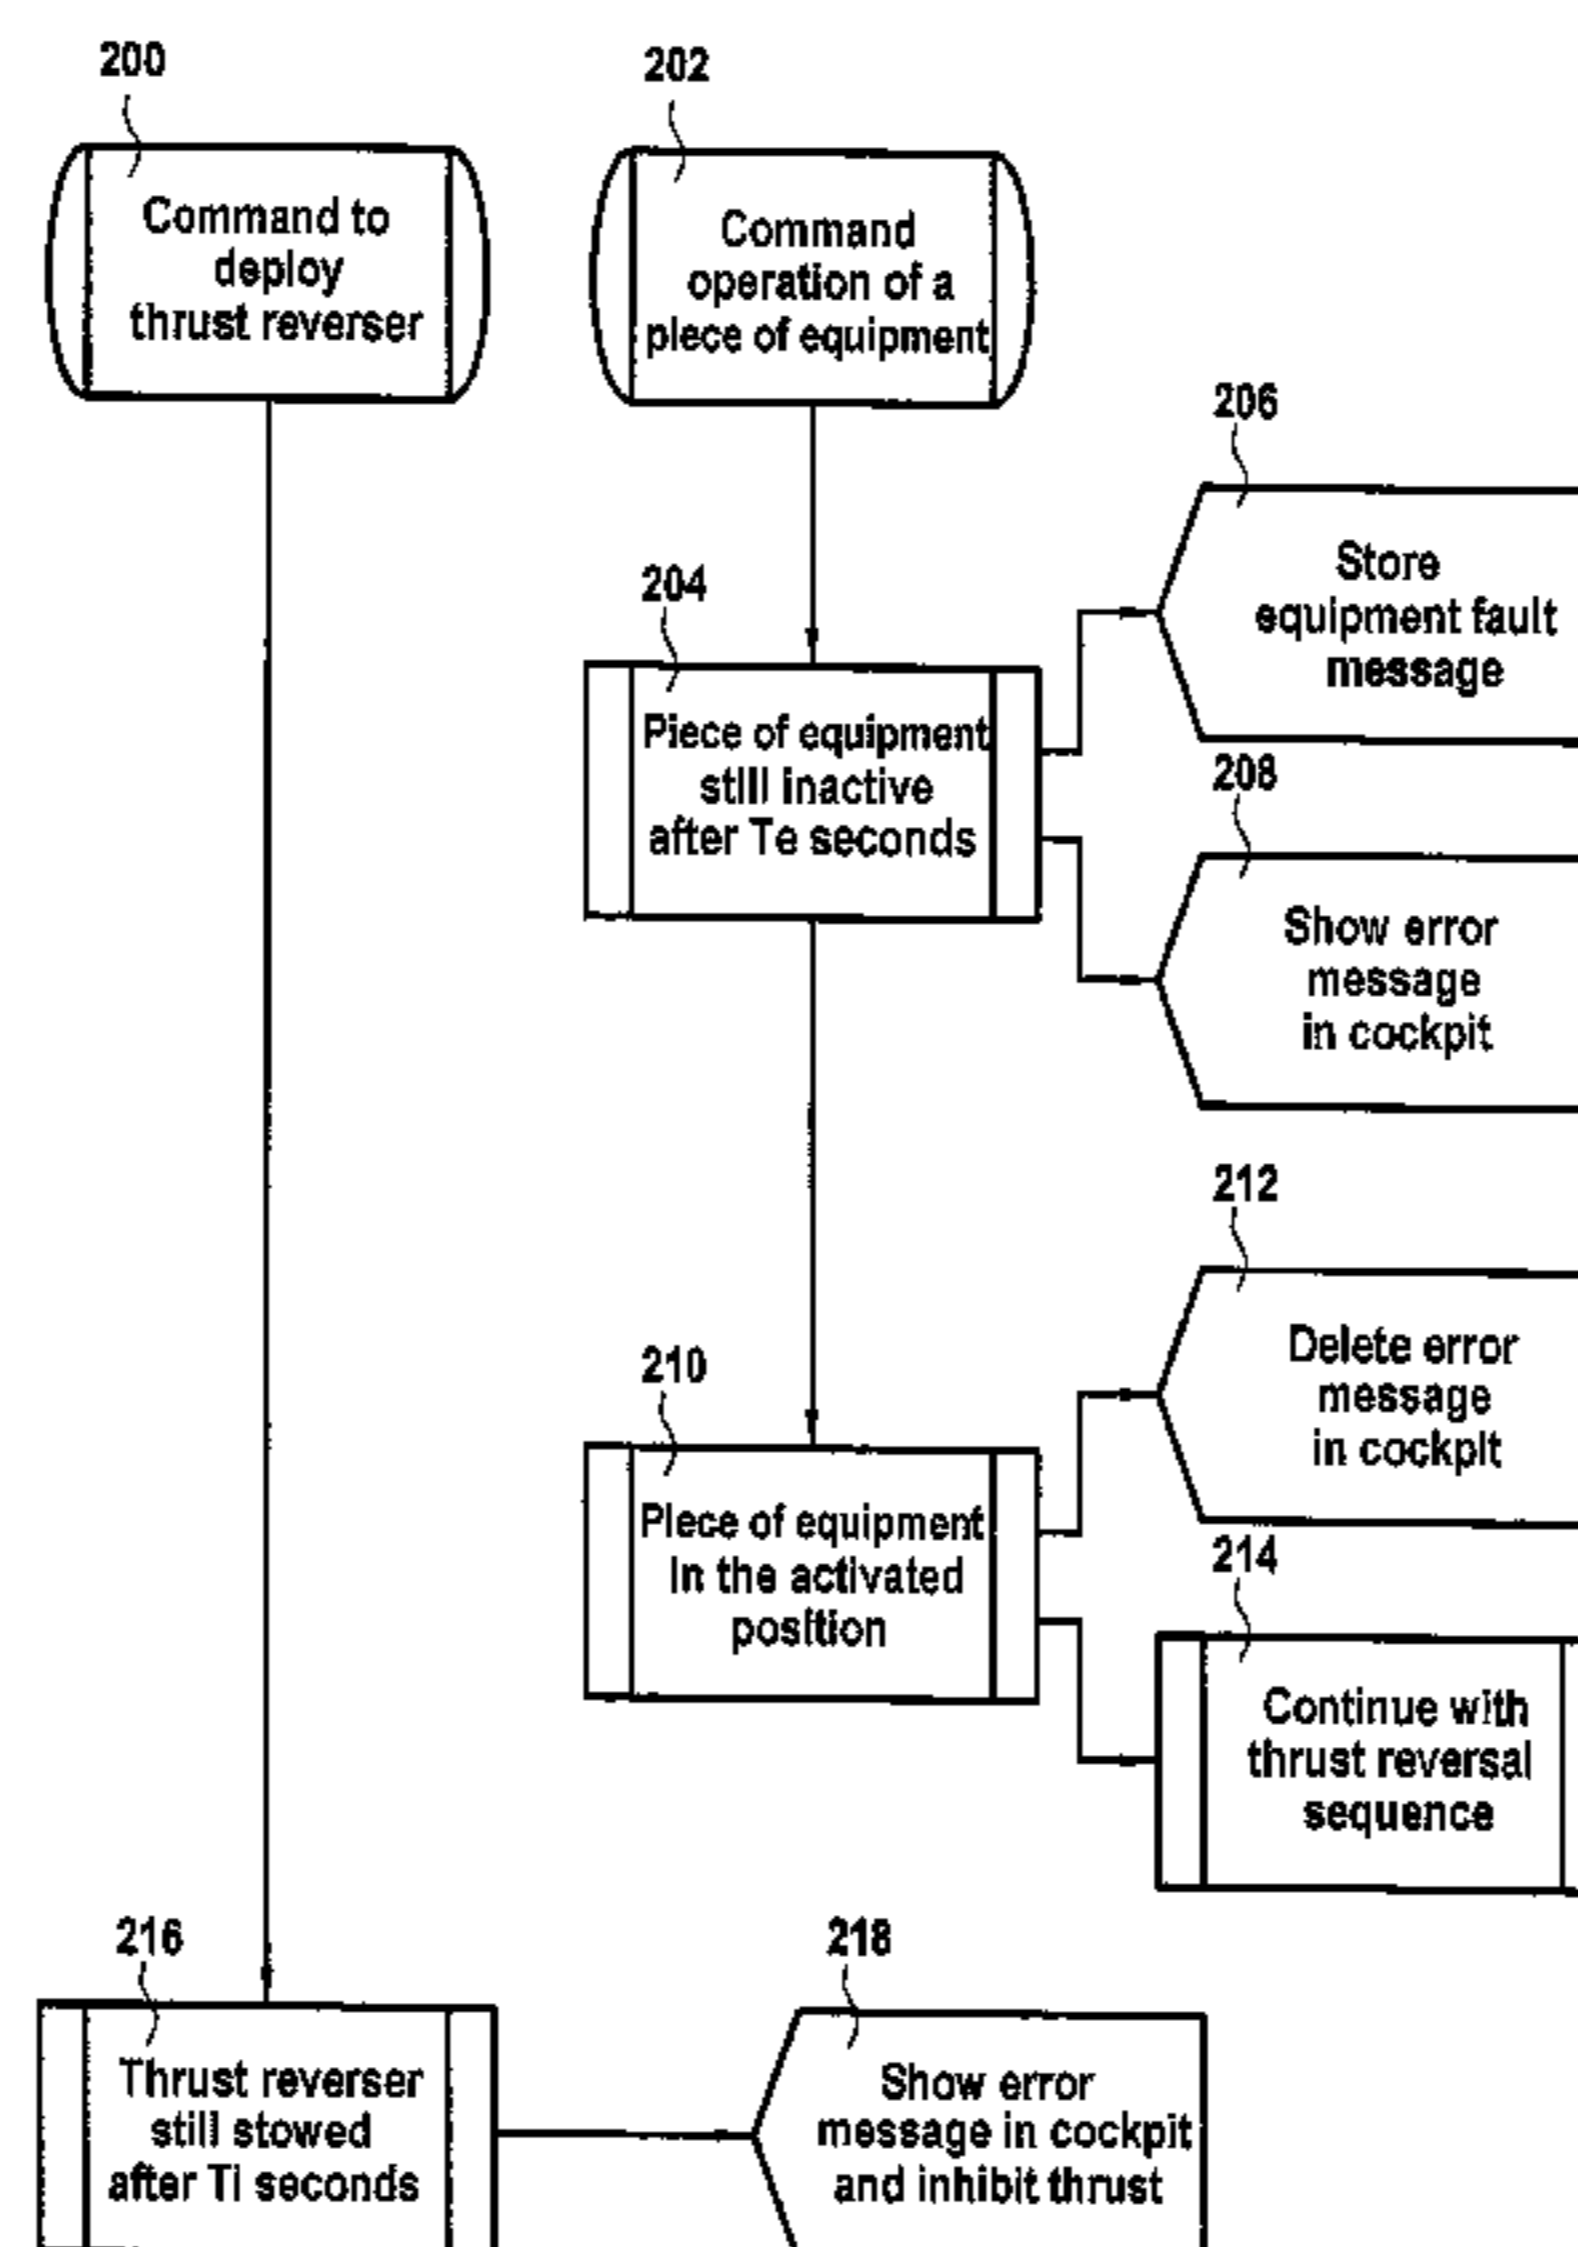 200
Command to
deploy
thrust reverser
202
Command
operation of a
piece of equipment
204
Piece of equipment
still inactive
after Te seconds
206
Store
equipment fault
message
208
Show error
message
in cockpit
210
Piece of equipment
in the activated
position
212
Delete error
message
in cockpit
214
Continue with
thrust reversal
sequence
216
Thrust reverser
still stowed
after Ti seconds
218
Show error
message in cockpit
and inhibit thrust